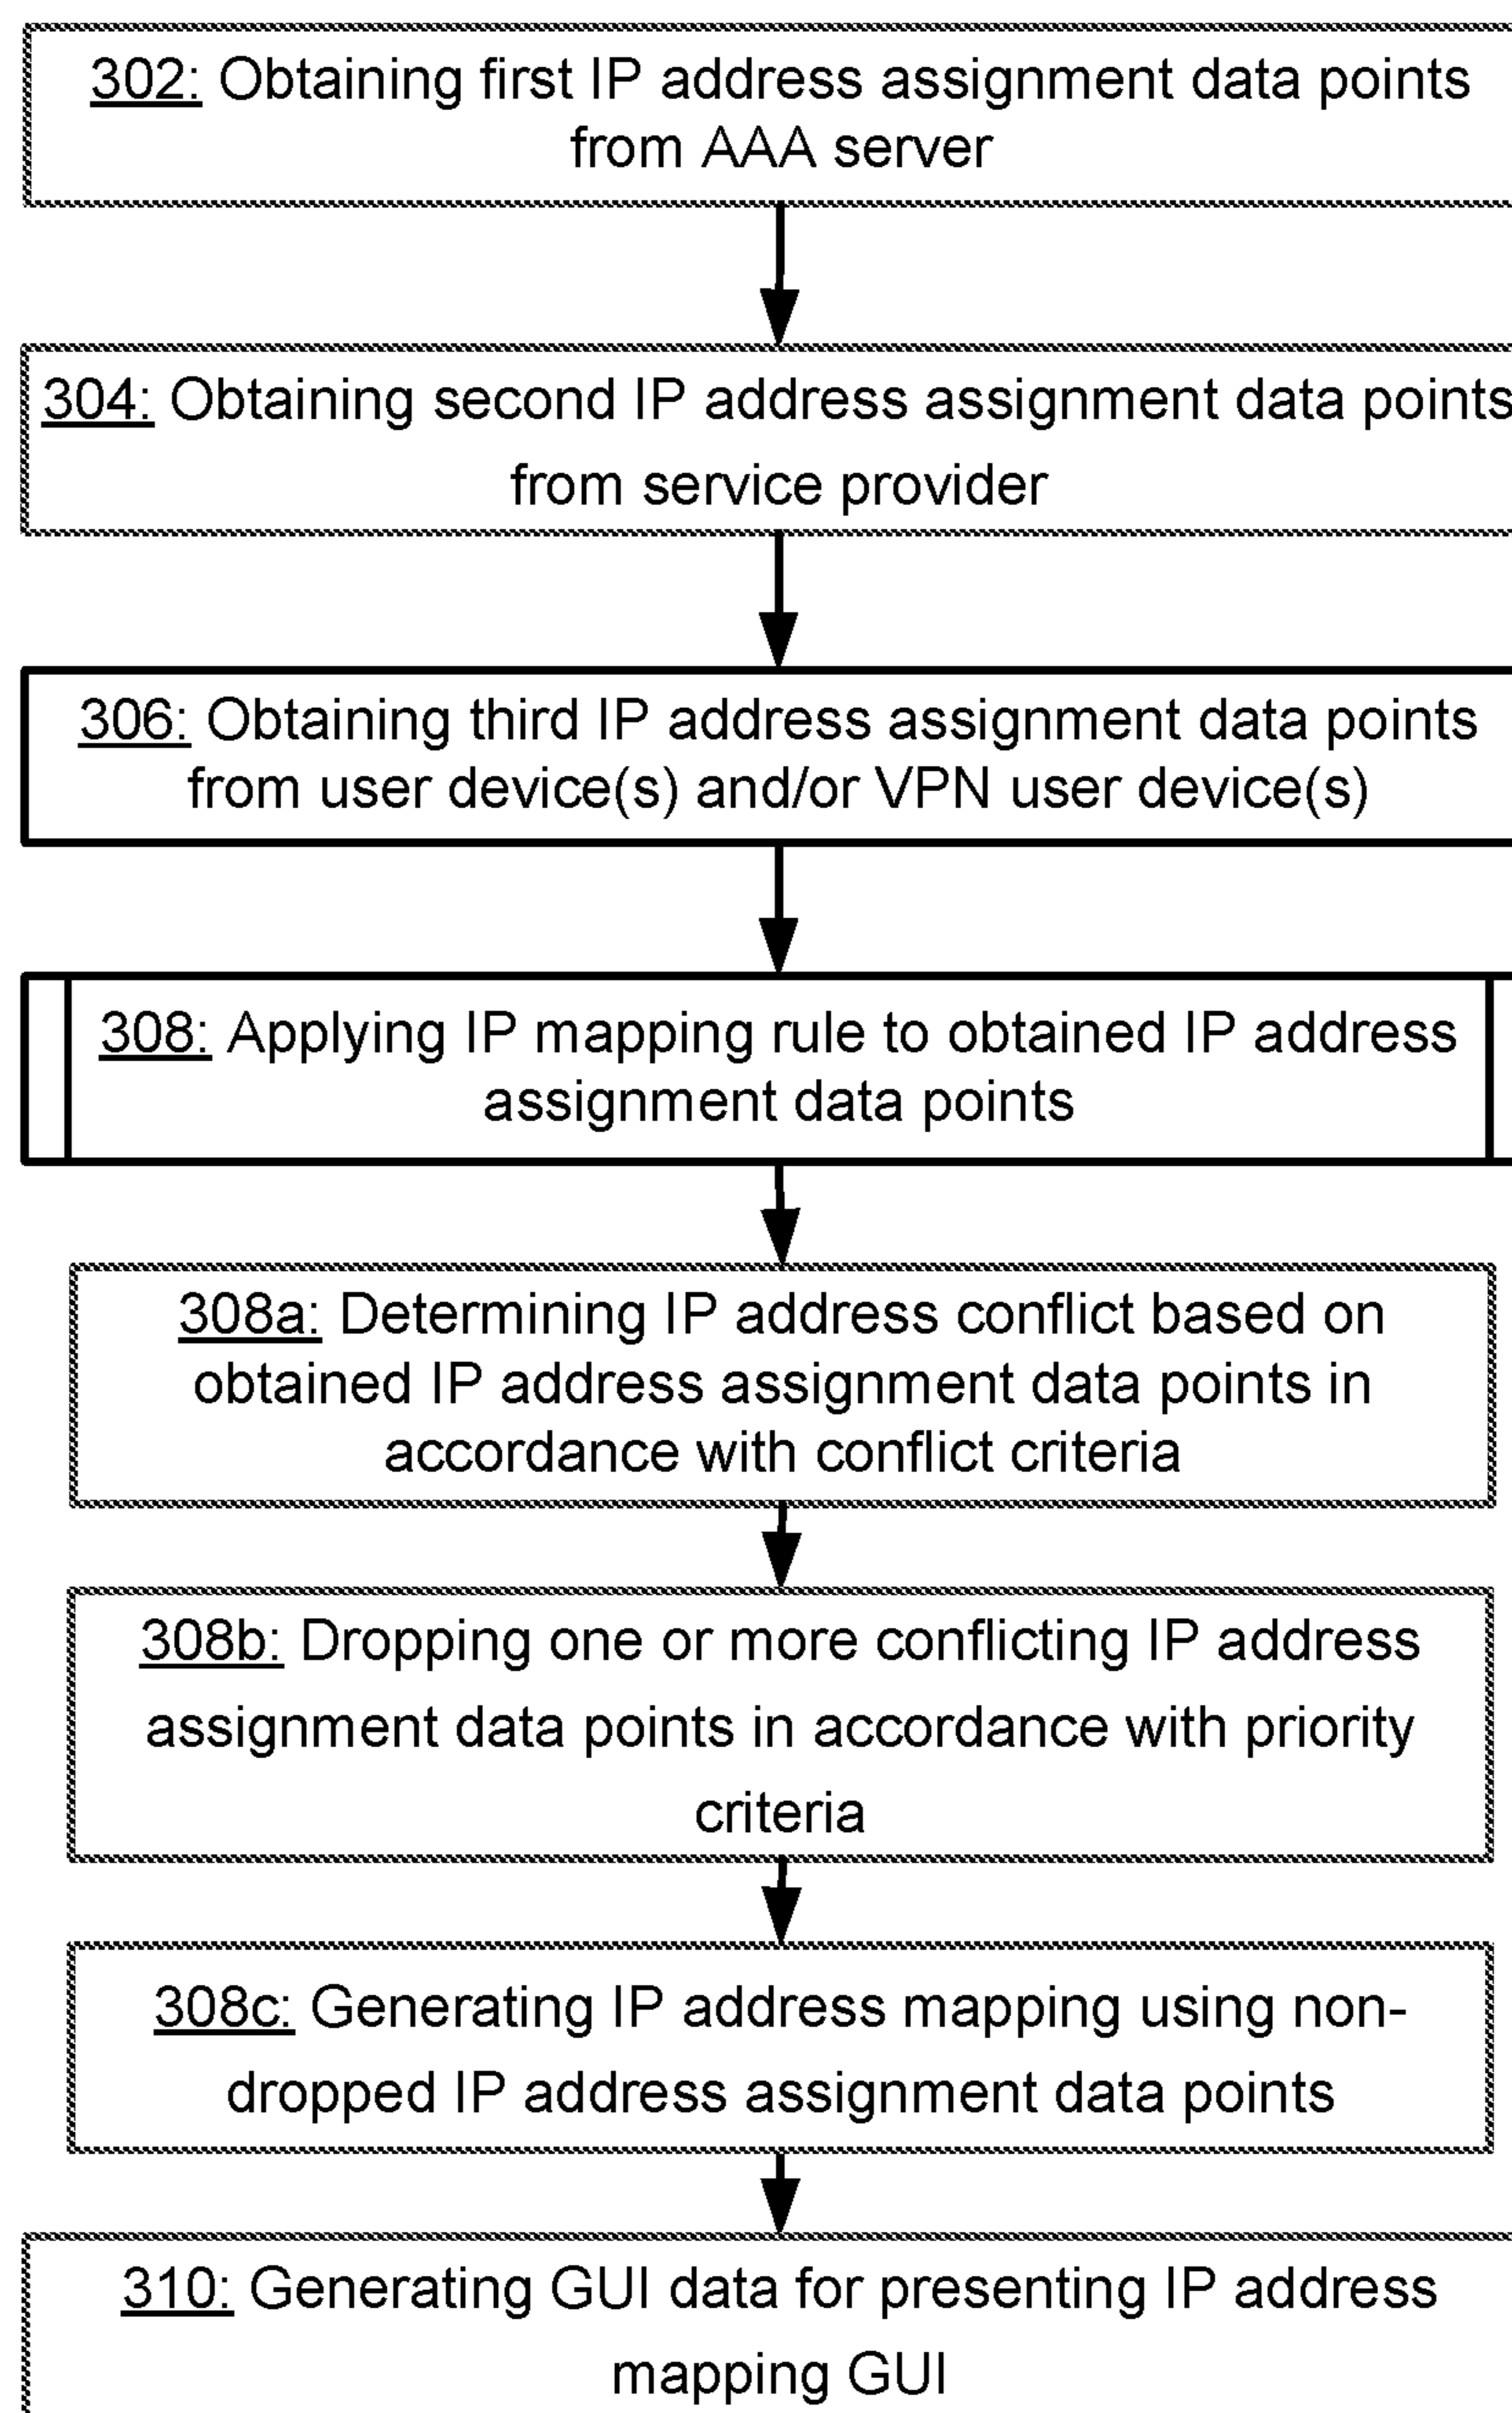 302: Obtaining first IP address assignment data points
from AAA server
304: Obtaining second IP address assignment data points
from service provider
306: Obtaining third IP address assignment data points
from user device(s) and/or VPN user device(s)
308: Applying IP mapping rule to obtained IP address
assignment data points
308a: Determining IP address conflict based on
obtained IP address assignment data points in
accordance with conflict criteria
308b: Dropping one or more conflicting IP address
assignment data points in accordance with priority
criteria
308c: Generating IP address mapping using non-
dropped IP address assignment data points
310: Generating GUI data for presenting IP address
mapping GUI